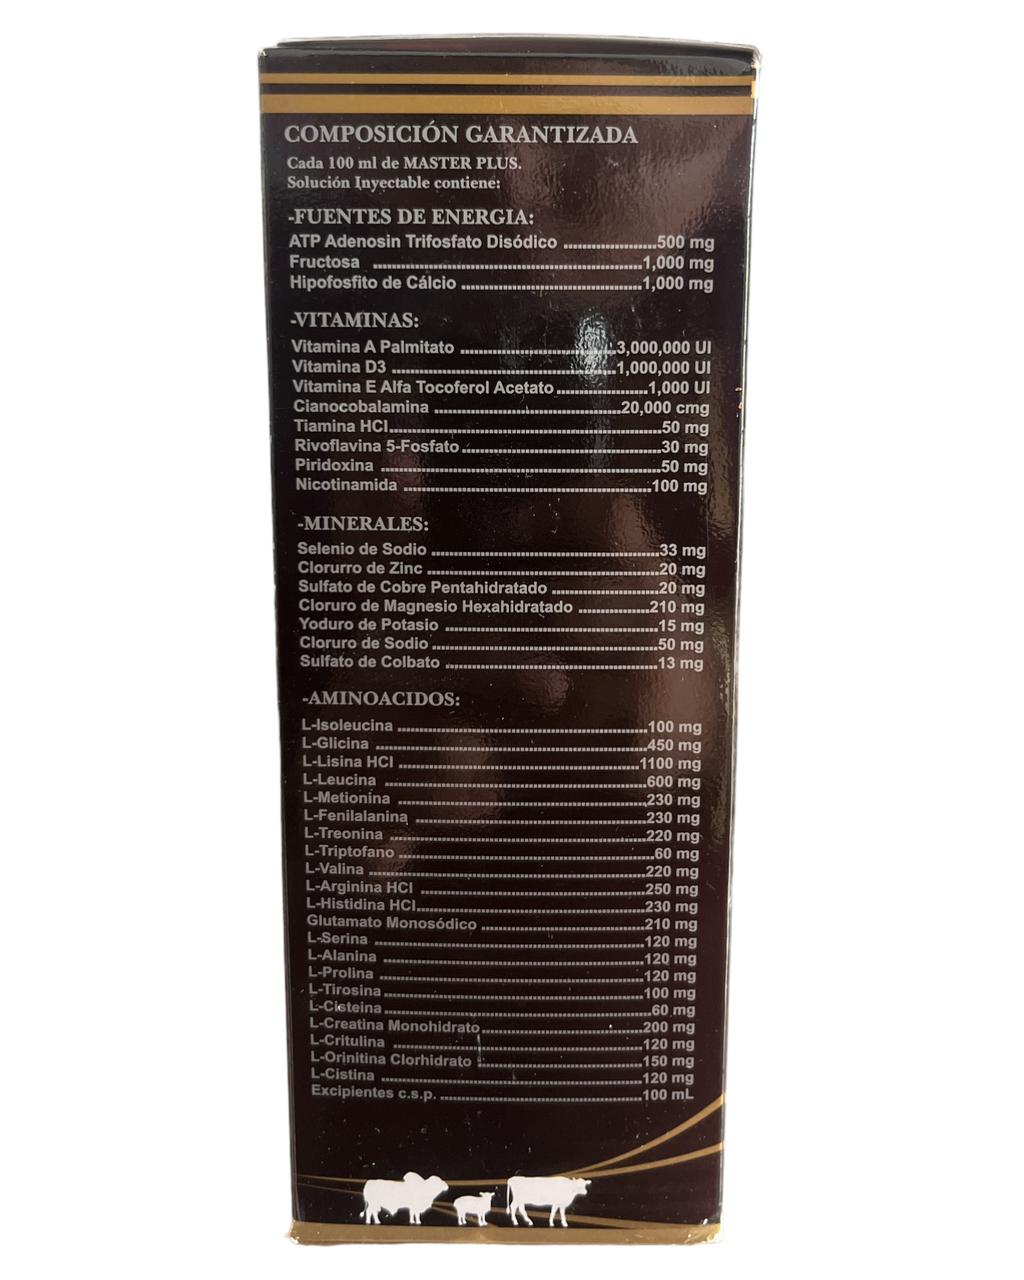 COMPOSICIÓN GARANTIZADA
Cada 100 ml de MASTER PLUS.
Solución Inyectable contiene:
-FUENTES DE ENERGIA:
ATP Adenosin Trifosfato Disódico ........ 500 mg
Fructosa ........ 1,000 mg
Hipofosfito de Cálcio ........ 1,000 mg
-VITAMINAS:
Vitamina A Palmitato ........ 3,000,000 UI
Vitamina D3 ........ 1,000,000 UI
Vitamina E Alfa Tocoferol Acetato ........ 1,000 UI
Cianocobalamina ........ 20,000 cmg
Tiamina HCl ........ 50 mg
Rivoflavina 5-Fosfato ........ 30 mg
Piridoxina ........ 50 mg
Nicotinamida ........ 100 mg
-MINERALES:
Selenio de Sodio ........ 33 mg
Clorurro de Zinc ........ 20 mg
Sulfato de Cobre Pentahidratado ........ 20 mg
Cloruro de Magnesio Hexahidratado ........ 210 mg
Yoduro de Potasio ........ 15 mg
Cloruro de Sodio ........ 50 mg
Sulfato de Colbato ........ 13 mg
-AMINOACIDOS:
L-Isoleucina ........ 100 mg
L-Glicina ........ 450 mg
L-Lisina HCl ........ 1100 mg
L-Leucina ........ 600 mg
L-Metionina ........ 230 mg
L-Fenilalanina ........ 230 mg
L-Treonina ........ 220 mg
L-Triptofano ........ 60 mg
L-Valina ........ 220 mg
L-Arginina HCl ........ 250 mg
L-Histidina HCl ........ 230 mg
Glutamato Monosódico ........ 210 mg
L-Serina ........ 120 mg
L-Alanina ........ 120 mg
L-Prolina ........ 120 mg
L-Tirosina ........ 100 mg
L-Cisteina ........ 60 mg
L-Creatina Monohidrato ........ 200 mg
L-Critulina ........ 120 mg
L-Orinitina Clorhidrato ........ 150 mg
L-Cistina ........ 120 mg
Excipientes c.s.p. ........ 100 mL